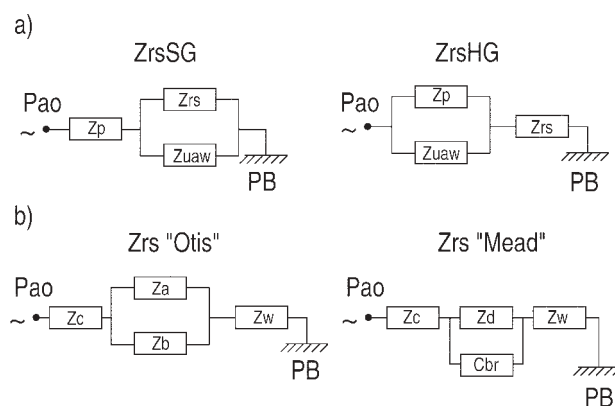 a)
ZrsSG
Pao
~
Zp
Zrs
Zuaw
PB
ZrsHG
Pao
~
Zp
Zuaw
Zrs
PB
b)
Zrs "Otis"
Pao
~
Zc
Za
Zb
Zw
PB
Zrs "Mead"
Pao
~
Zc
Zd
Cbr
Zw
PB